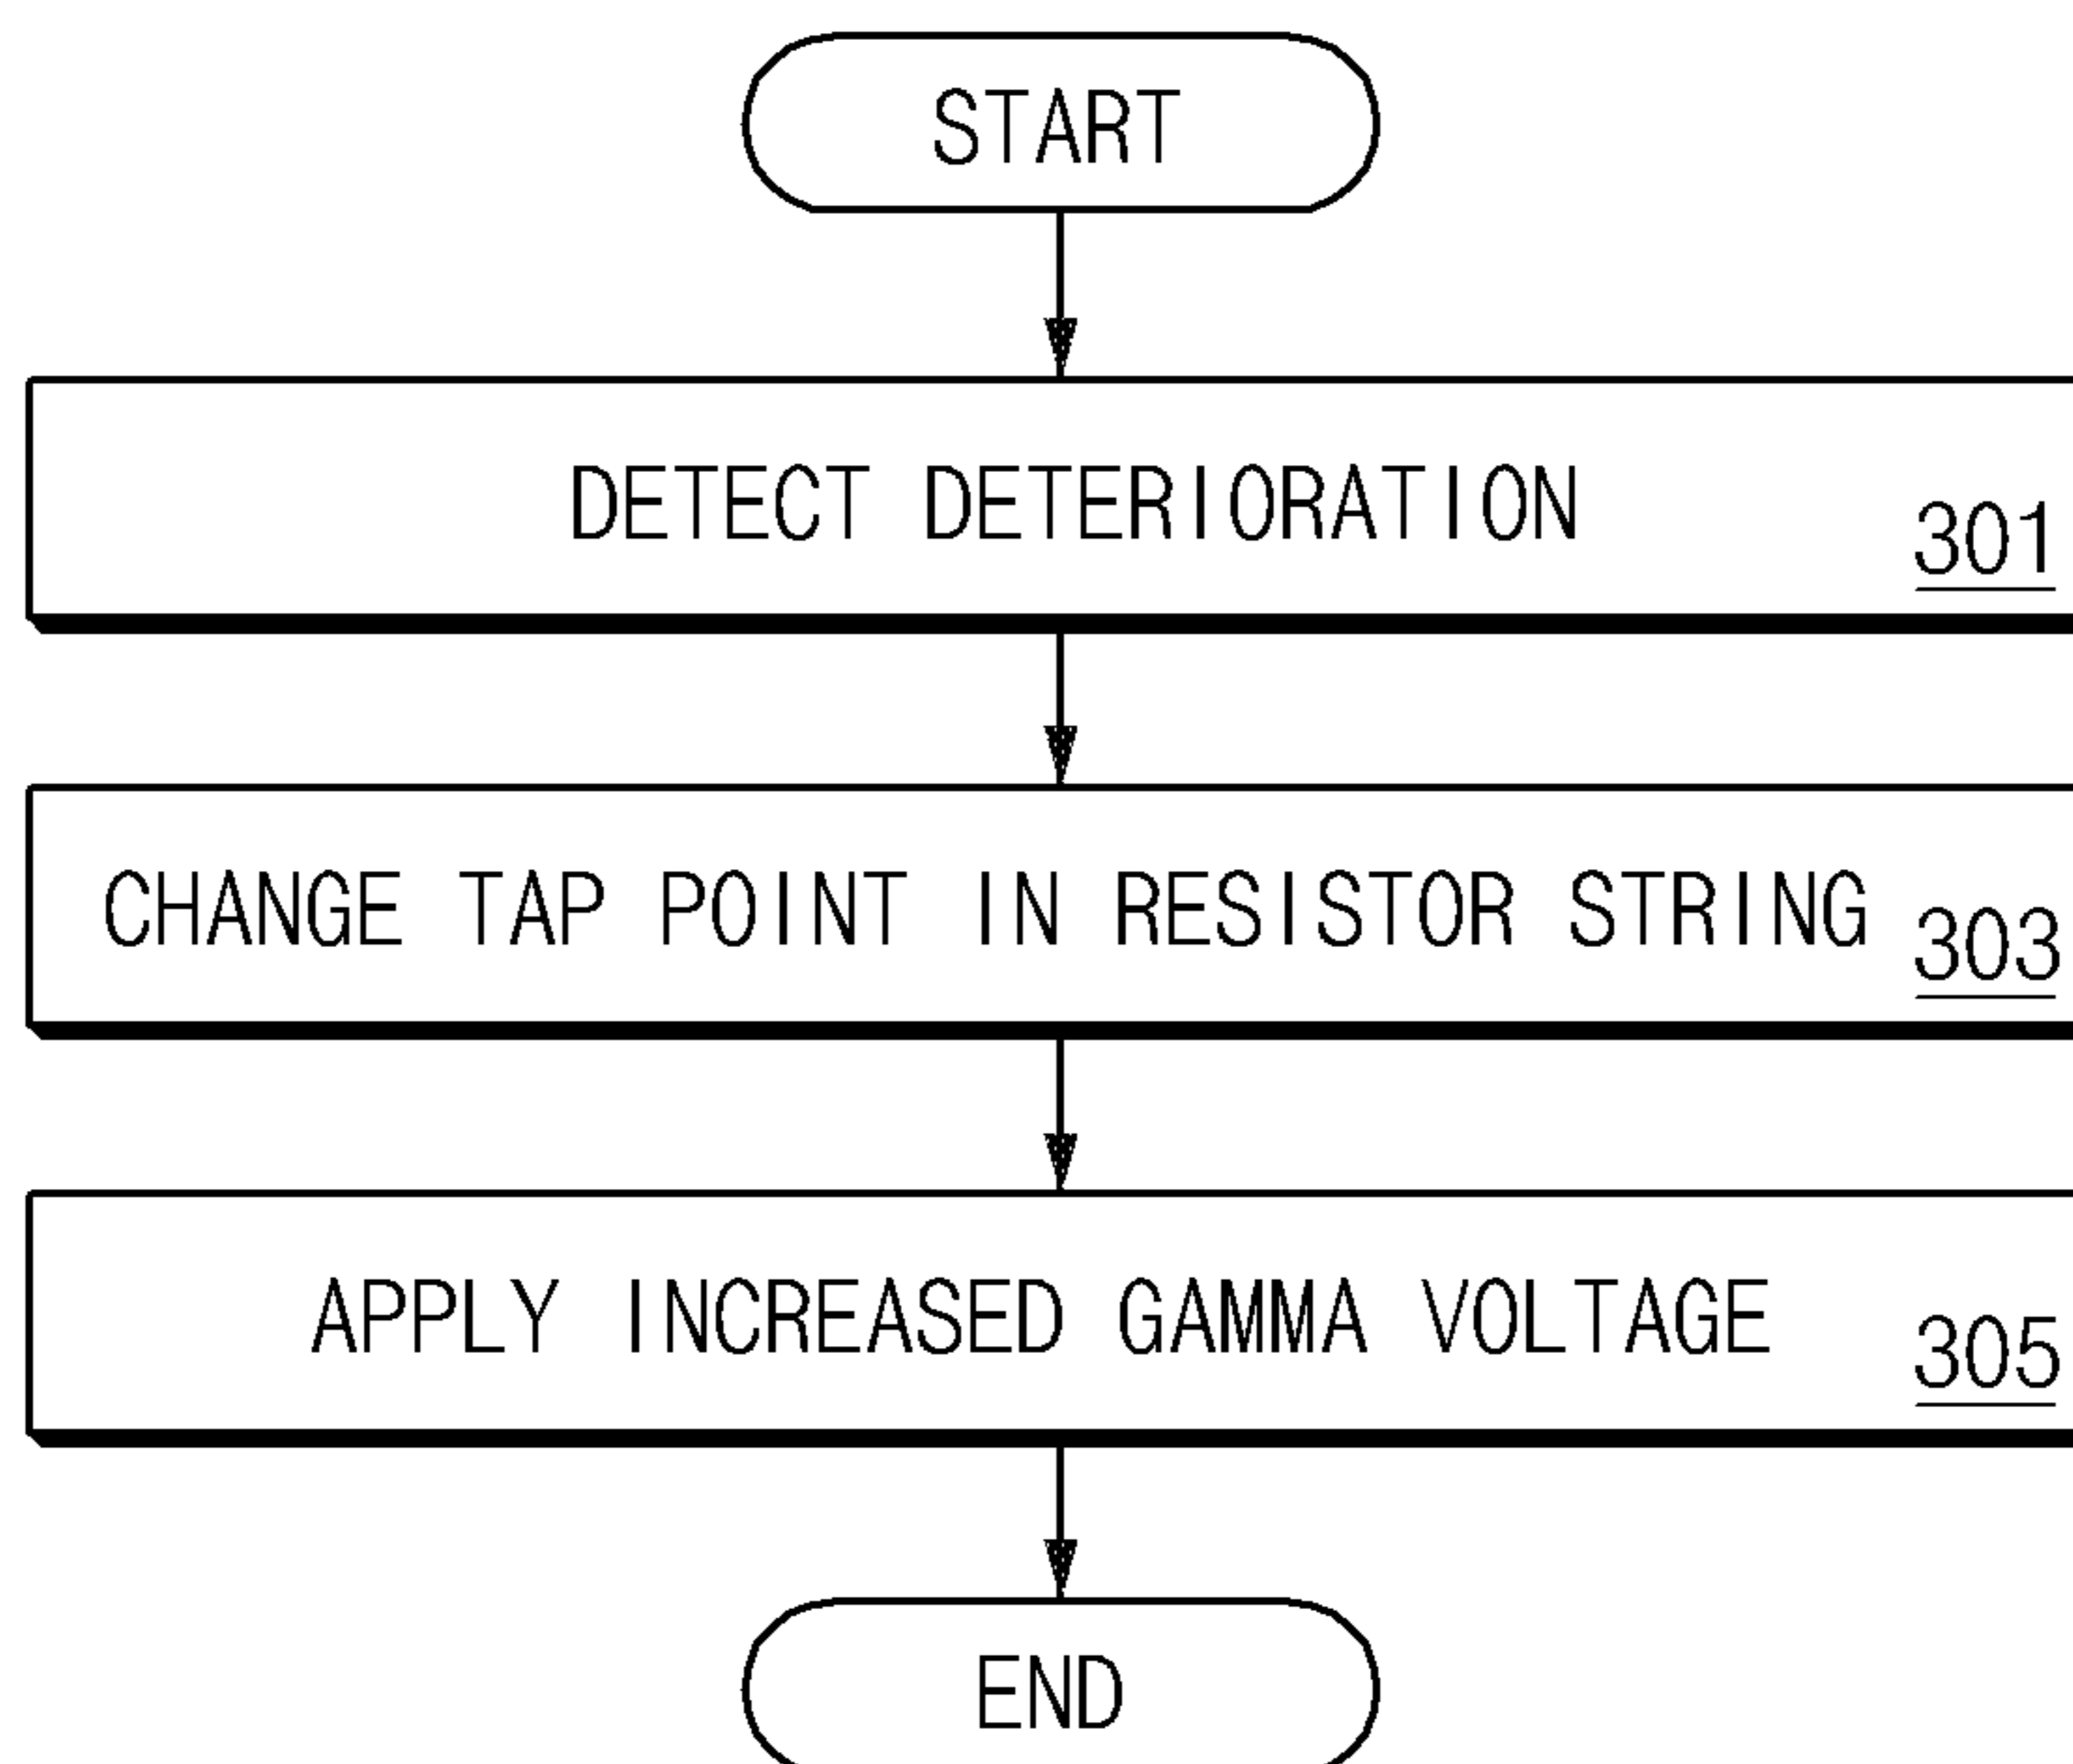 START
DETECT DETERIORATION
301
CHANGE TAP POINT IN RESISTOR STRING
303
APPLY INCREASED GAMMA VOLTAGE
305
END